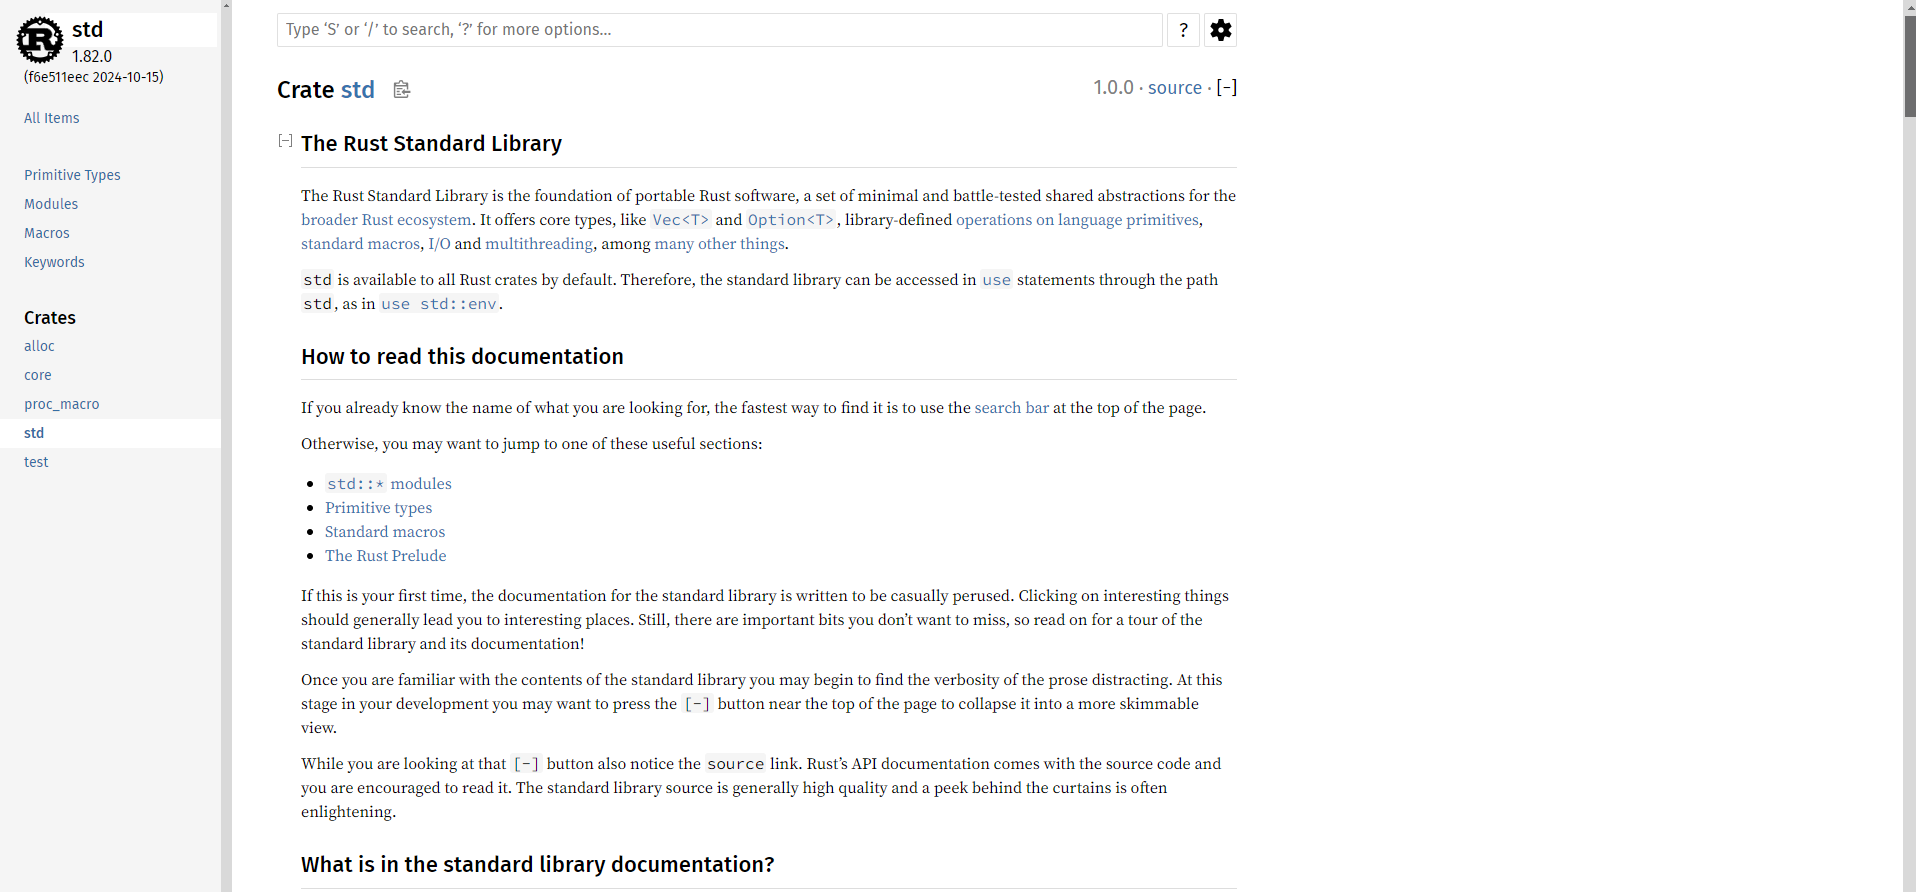 std
1.82.0
(f6e511eec 2024-10-15)
All Items
Primitive Types
Modules
Macros
Keywords
Crates
alloc
core
proc_macro
std
test
Type ‘S’ or ‘/’ to search, ‘?’ for more options…
?
Crate std
1.0.0 · source · [-]
[-] The Rust Standard Library
The Rust Standard Library is the foundation of portable Rust software, a set of minimal and battle-tested shared abstractions for the
broader Rust ecosystem. It offers core types, like Vec<T> and Option<T>, library-defined operations on language primitives,
standard macros, I/O and multithreading, among many other things.
std is available to all Rust crates by default. Therefore, the standard library can be accessed in use statements through the path
std, as in use std::env.
How to read this documentation
If you already know the name of what you are looking for, the fastest way to find it is to use the search bar at the top of the page.
Otherwise, you may want to jump to one of these useful sections:
• std::* modules
• Primitive types
• Standard macros
• The Rust Prelude
If this is your first time, the documentation for the standard library is written to be casually perused. Clicking on interesting things
should generally lead you to interesting places. Still, there are important bits you don’t want to miss, so read on for a tour of the
standard library and its documentation!
Once you are familiar with the contents of the standard library you may begin to find the verbosity of the prose distracting. At this
stage in your development you may want to press the [-] button near the top of the page to collapse it into a more skimmable
view.
While you are looking at that [-] button also notice the source link. Rust’s API documentation comes with the source code and
you are encouraged to read it. The standard library source is generally high quality and a peek behind the curtains is often
enlightening.
What is in the standard library documentation?